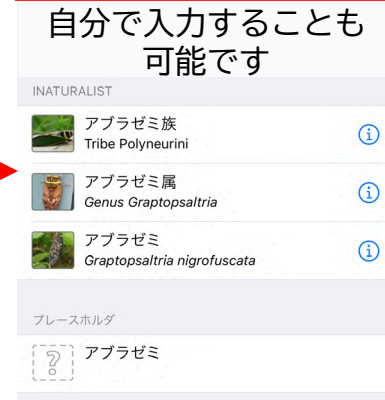 自分で入力することも
可能です
INATURALIST
アブラゼミ族
Tribe Polyneurini
アブラゼミ属
Genus Graptopsaltria
アブラゼミ
Graptopsaltria nigrofuscata
プレースホルダ
アブラゼミ